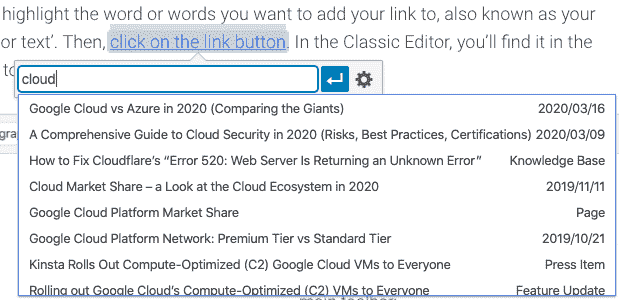 highlight the word or words you want to add your link to, also known as your
or text’. Then, click on the link button. In the Classic Editor, you’ll find it in the
to
cloud
gra
Google Cloud vs Azure in 2020 (Comparing the Giants) 2020/03/16
A Comprehensive Guide to Cloud Security in 2020 (Risks, Best Practices, Certifications) 2020/03/09
How to Fix Cloudflare’s “Error 520: Web Server Is Returning an Unknown Error” Knowledge Base
Cloud Market Share – a Look at the Cloud Ecosystem in 2020 2019/11/11
Google Cloud Platform Market Share Page
Google Cloud Platform Network: Premium Tier vs Standard Tier 2019/10/21
Kinsta Rolls Out Compute-Optimized (C2) Google Cloud VMs to Everyone Press Item
Rolling out Google Cloud’s Compute-Optimized (C2) VMs to Everyone Feature Update
main toolbar